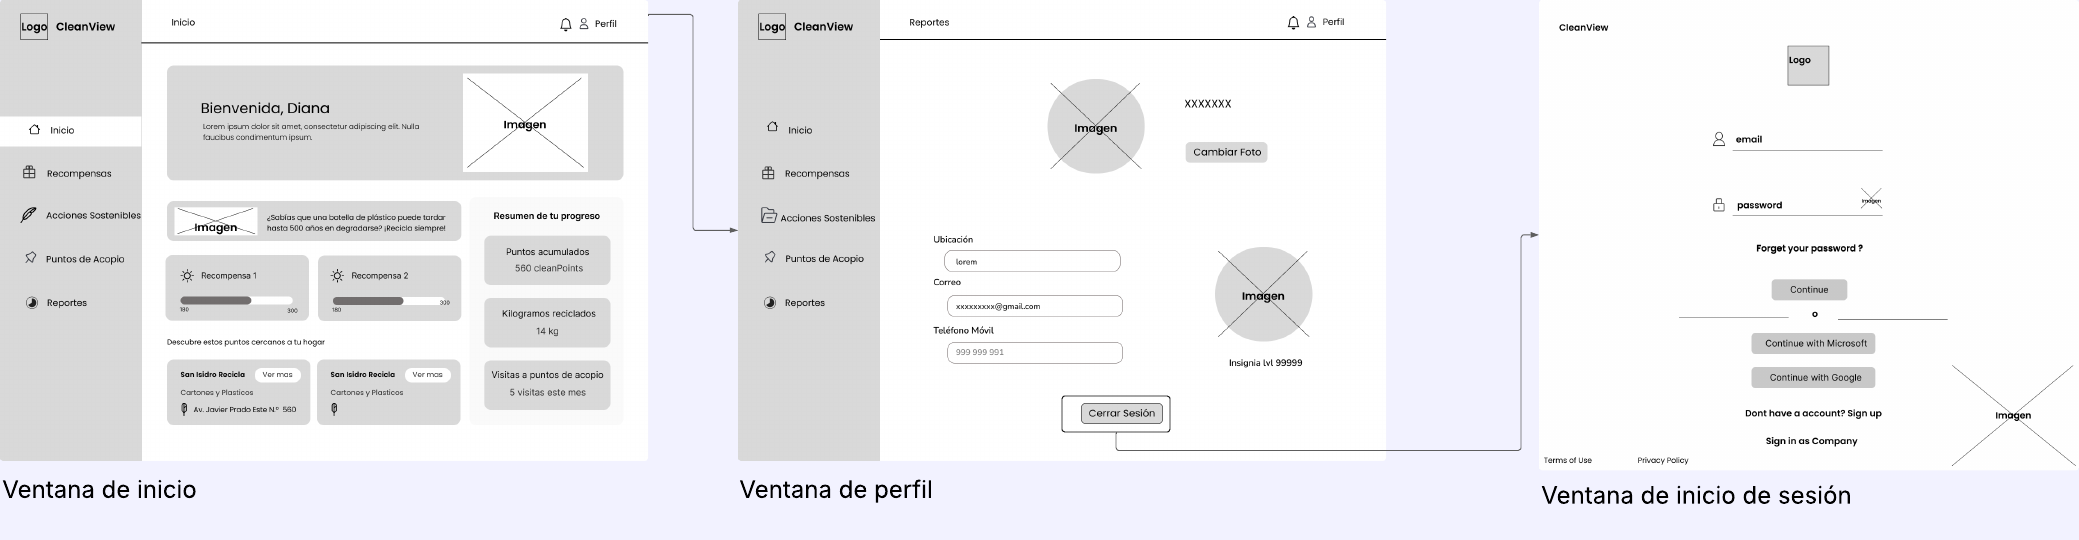 Logo
CleanView
Inicio
Perfil
Bienvenida, Diana
Lorem ipsum dolor sit amet, consectetur adipiscing elit. Nulla
faucibus condimentum ipsum.
Imagen
Inicio
Recompensas
Acciones Sostenibles
Puntos de Acopio
Reportes
Imagen
¿Sabías que una botella de plástico puede tardar
hasta 500 años en degradarse? ¡Recicla siempre!
Recompensa 1
180
300
Recompensa 2
180
300
Descubre estos puntos cercanos a tu hogar
San Isidro Recicla
Ver mas
Cartones y Plasticos
Av. Javier Prado Este N.º 560
San Isidro Recicla
Ver mas
Cartones y Plasticos
Resumen de tu progreso
Puntos acumulados
560 cleanPoints
Kilogramos reciclados
14 kg
Visitas a puntos de acopio
5 visitas este mes
Ventana de inicio
Logo
CleanView
Reportes
Perfil
Inicio
Recompensas
Acciones Sostenibles
Puntos de Acopio
Reportes
Imagen
XXXXXXX
Cambiar Foto
Ubicación
lorem
Correo
xxxxxxxxx@gmail.com
Teléfono Móvil
999 999 991
Imagen
Insignia lvl 99999
Cerrar Sesión
Ventana de perfil
CleanView
Logo
email
password
Imagen
Forget your password ?
Continue
o
Continue with Microsoft
Continue with Google
Dont have a account? Sign up
Sign in as Company
Imagen
Terms of Use
Privacy Policy
Ventana de inicio de sesión